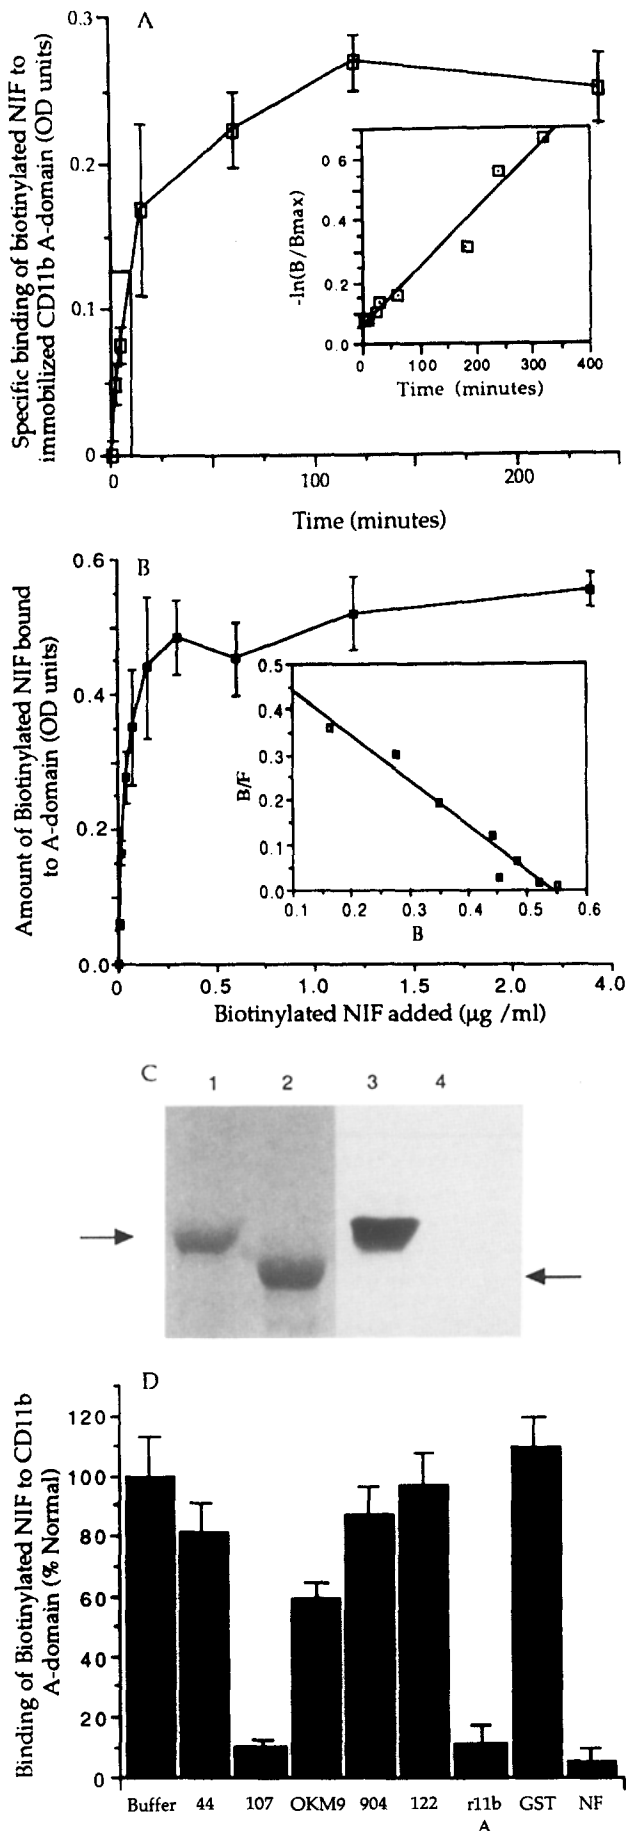 A
Specific binding of biotinylated NIF to
immobilized CD11b A-domain (OD units)
0.3
0.2
0.1
0
0
100
200
Time (minutes)
-ln(B/Bmax)
0.6
0.4
0.2
0.0
0
100
200
300
400
Time (minutes)
B
Amount of Biotinylated NIF bound
to A-domain (OD units)
0.6
0.4
0.2
0.0
0
0.5
1.0
1.5
2.0
4.0
Biotinylated NIF added (µg /ml)
B/F
0.5
0.4
0.3
0.2
0.1
0.0
0.1
0.2
0.3
0.4
0.5
0.6
B
C
1 2 3 4
D
Binding of Biotinylated NIF to CD11b
A-domain (% Normal)
120
100
80
60
40
20
0
Buffer 44 107 OKM9 904 122 r11b GST NF
A